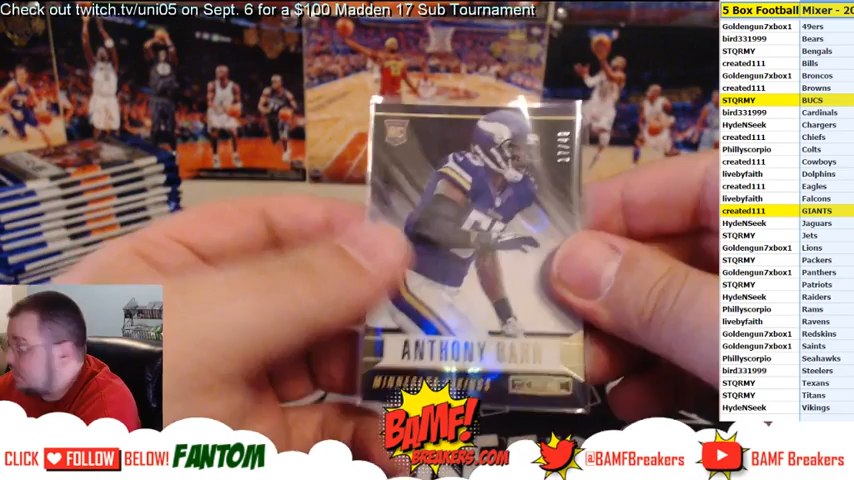 Check out twitch.tv/uni05 on Sept. 6 for a $100 Madden 17 Sub Tournament
5 Box Football Mixer - 20
Goldengun7xbox1 49ers
bird331999 Bears
STQRMY Bengals
created111 Bills
Goldengun7xbox1 Broncos
created111 Browns
STQRMY BUCS
bird331999 Cardinals
HydeNSeek Chargers
created111 Chiefs
Phillyscorpio Colts
created111 Cowboys
livebyfaith Dolphins
created111 Eagles
livebyfaith Falcons
created111 GIANTS
HydeNSeek Jaguars
STQRMY Jets
Goldengun7xbox1 Lions
STQRMY Packers
Goldengun7xbox1 Panthers
STQRMY Patriots
HydeNSeek Raiders
Phillyscorpio Rams
livebyfaith Ravens
Goldengun7xbox1 Redskins
Goldengun7xbox1 Saints
Phillyscorpio Seahawks
bird331999 Steelers
STQRMY Texans
STQRMY Titans
HydeNSeek Vikings
RC
ANTHONY BARR
MINNESOTA VIKINGS
BAMF!
BREAKERS.COM
CLICK FOLLOW BELOW! FANTOM
@BAMFBreakers
BAMF Breakers